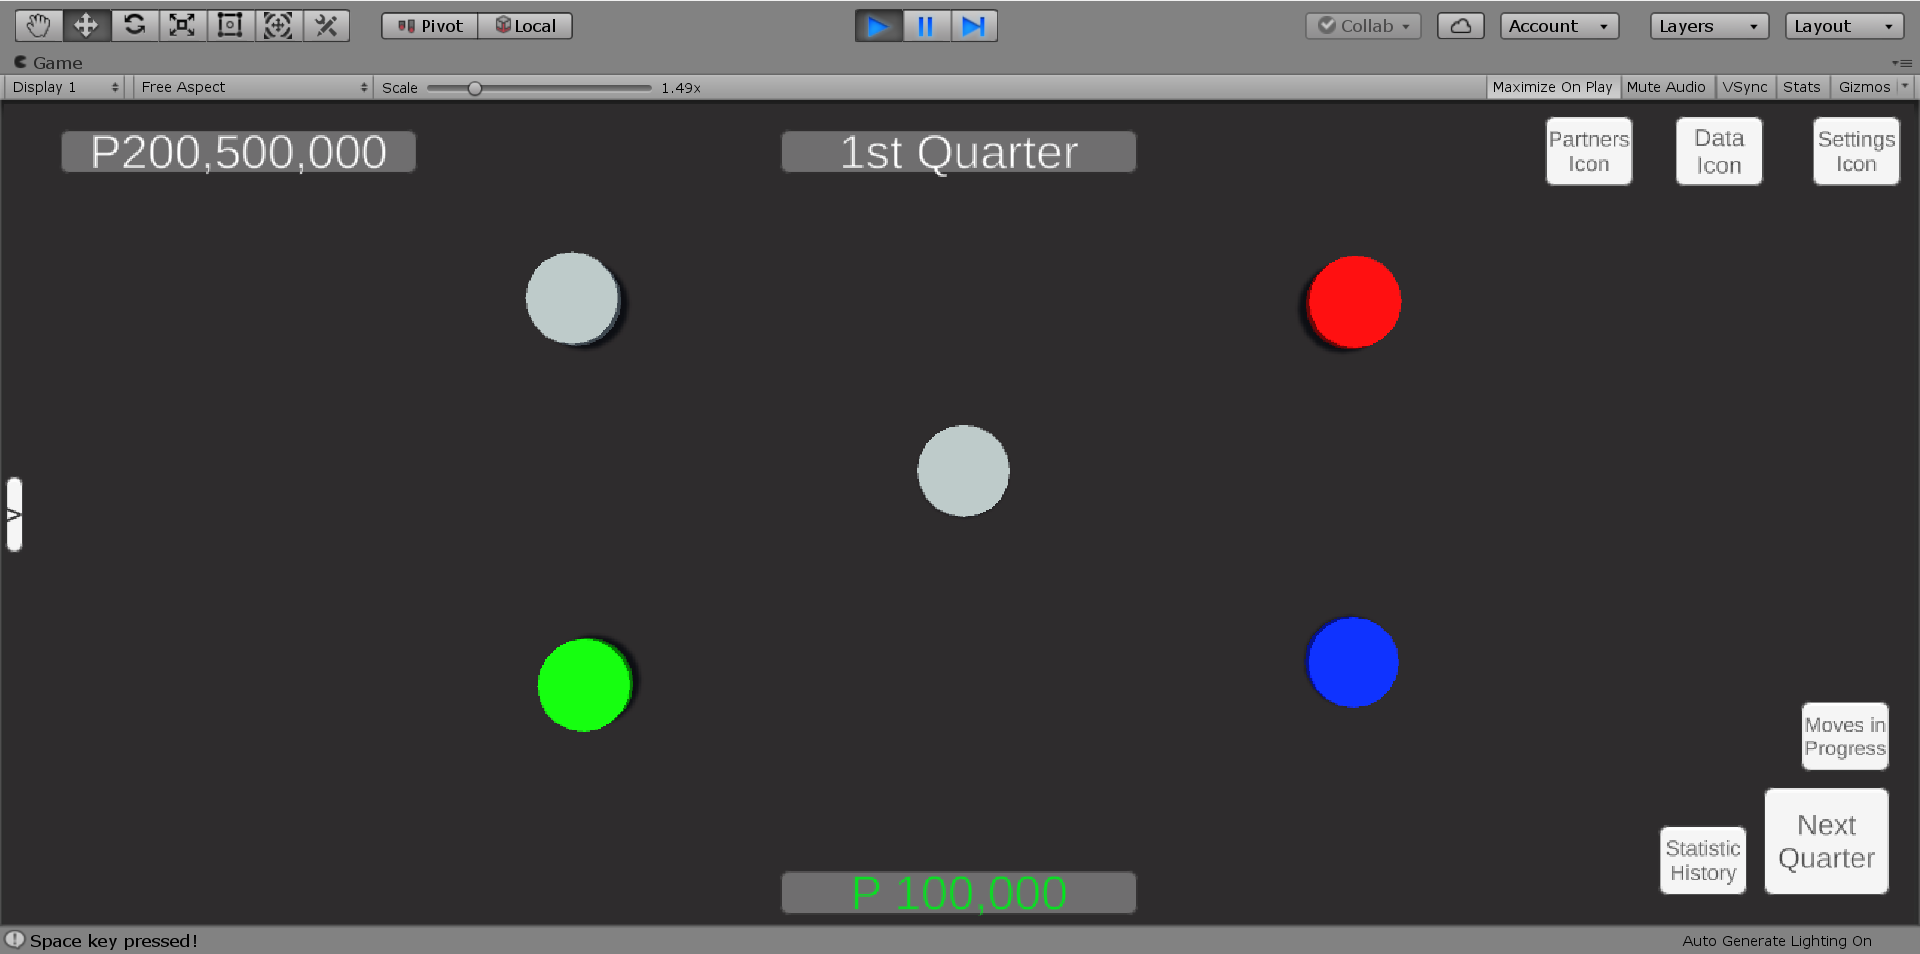 Pivot Local Collab Account Layers Layout
Game
Display 1 Free Aspect Scale 1.49x Maximize On Play Mute Audio VSync Stats Gizmos
P200,500,000
1st Quarter
Partners
Icon
Data
Icon
Settings
Icon
>
Moves in
Progress
Next
Quarter
Statistic
History
P 100,000
Space key pressed!
Auto Generate Lighting On